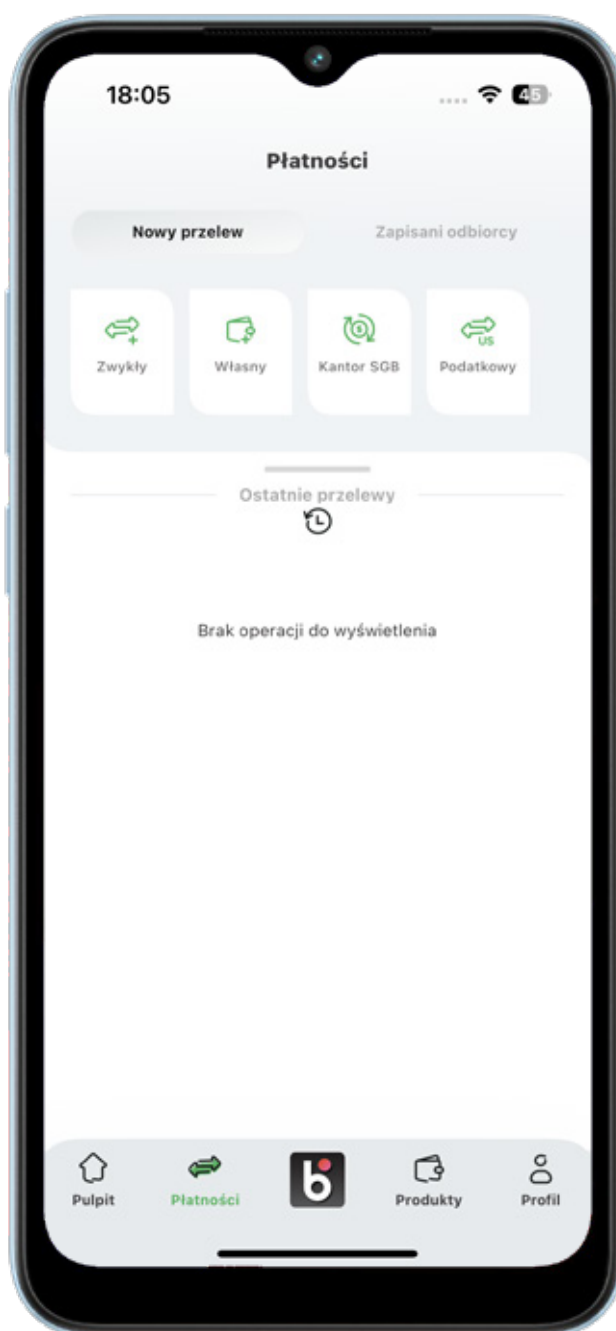 18:05
45
Płatności
Nowy przelew
Zapisani odbiorcy
Zwykły
Własny
Kantor SGB
US
Podatkowy
Ostatnie przelewy
Brak operacji do wyświetlenia
Pulpit
Płatności
b
Produkty
Profil